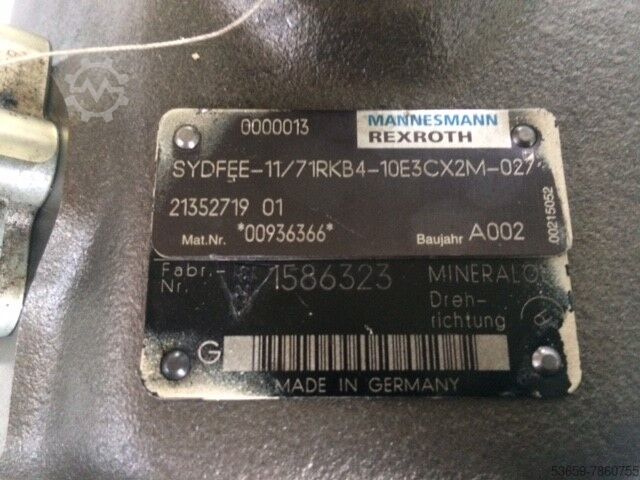 0000013 MANNESMANN
REXROTH
SYDFEE-11/71RKB4-10E3CX2M-027
21352719 01
Mat.Nr. *00936366* Baujahr A002
00215052
Fabr.-
Nr. 1586323 MINERALO
Dreh-
richtung
G
MADE IN GERMANY
53659-7860755